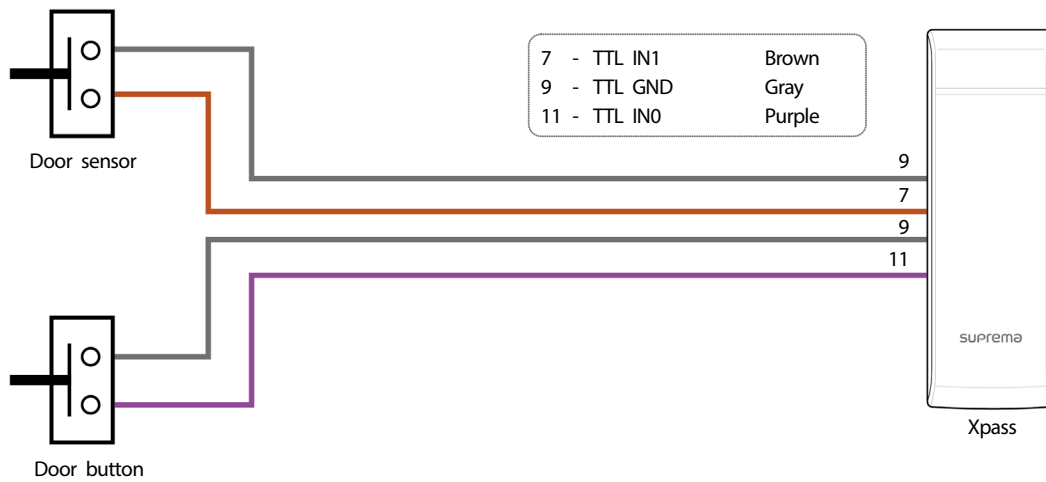 7 - TTL IN1 Brown
9 - TTL GND Gray
11 - TTL IN0 Purple
Door sensor
9
7
9
11
suprema
Xpass
Door button